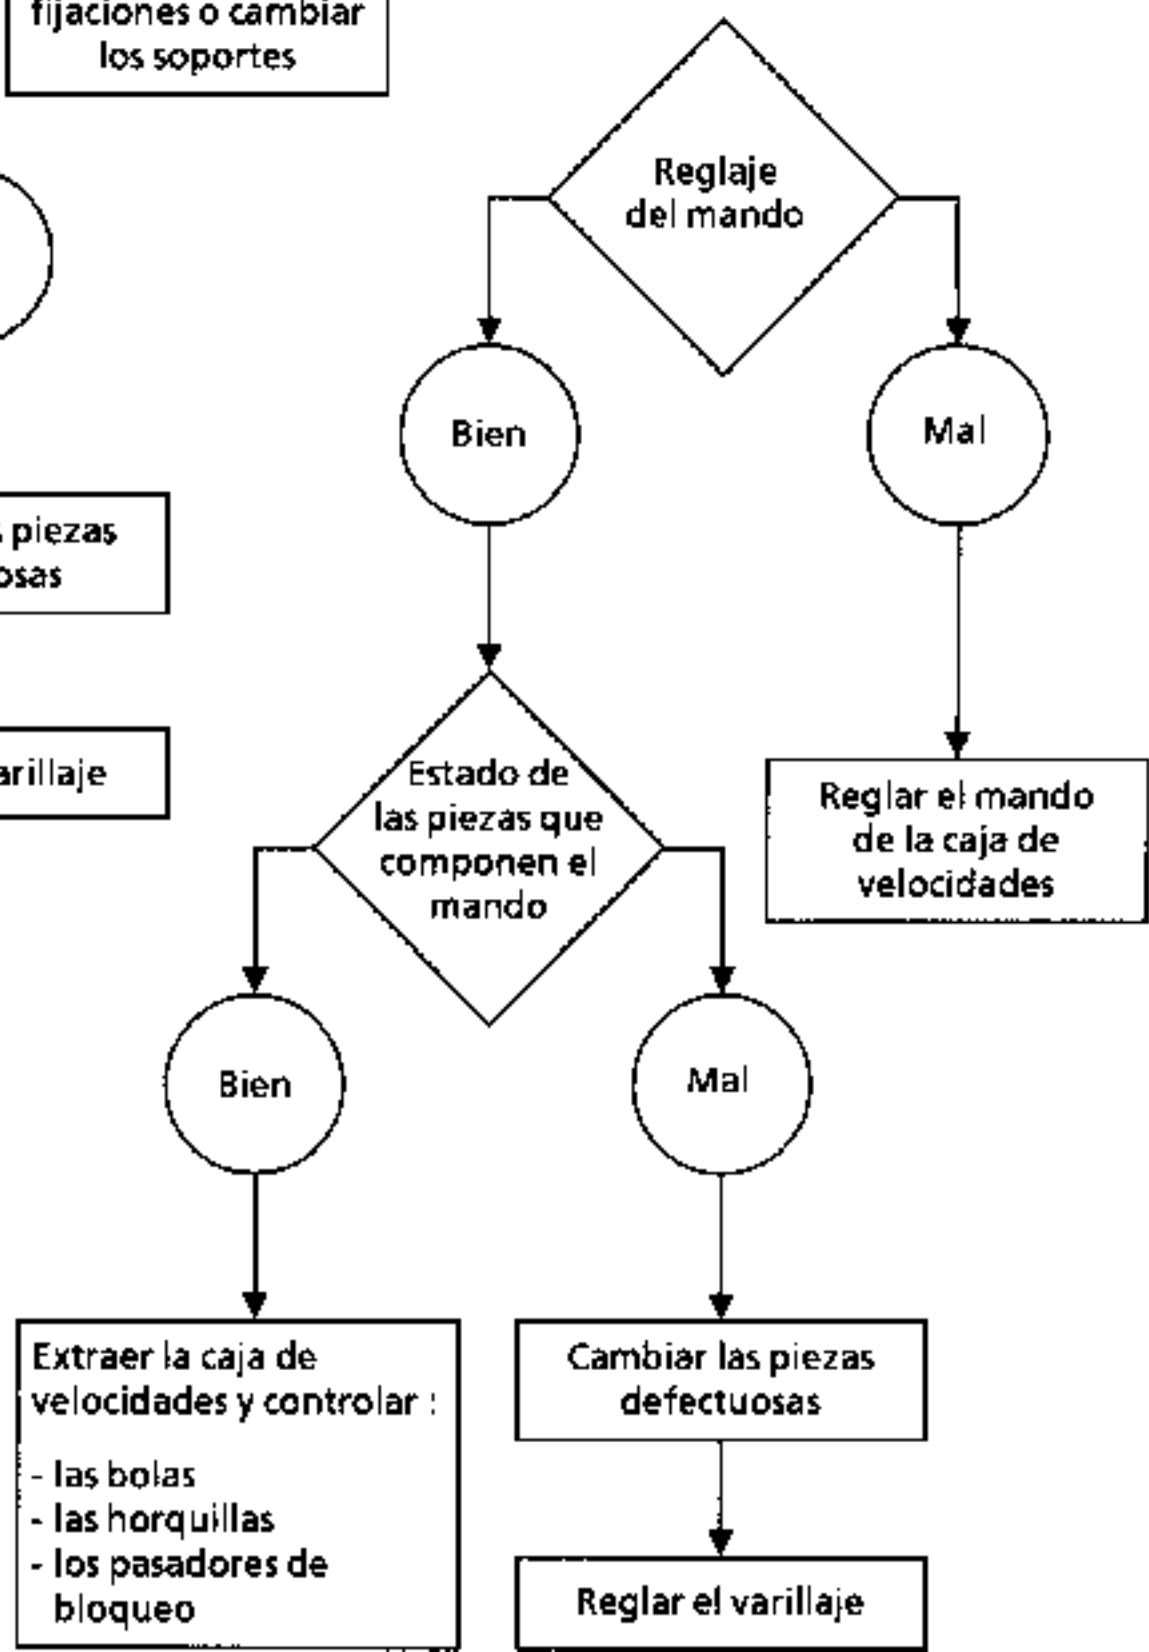 fijaciones o cambiar
los soportes
Reglaje
del mando
Bien
Mal
piezas
Estado de
las piezas que
componen el
mando
Reglar el mando
de la caja de
velocidades
Bien
Mal
Extraer la caja de
velocidades y controlar :
- las bolas
- las horquillas
- los pasadores de
bloqueo
Cambiar las piezas
defectuosas
Reglar el varillaje